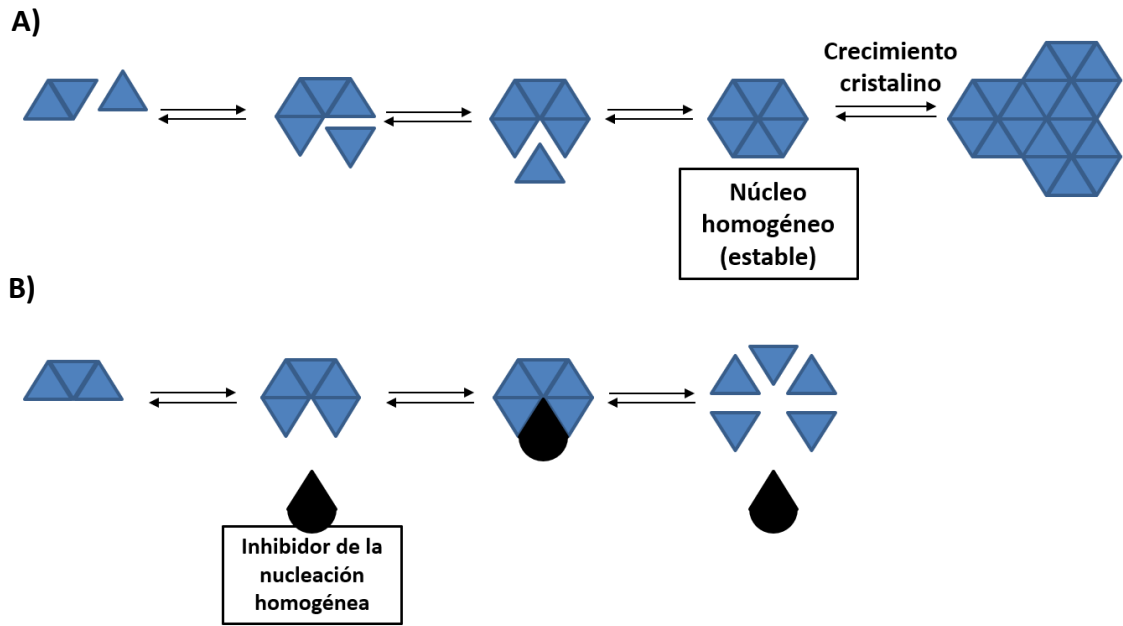 A)
Crecimiento
cristalino
Núcleo
homogéneo
(estable)
B)
Inhibidor de la
nucleación
homogénea